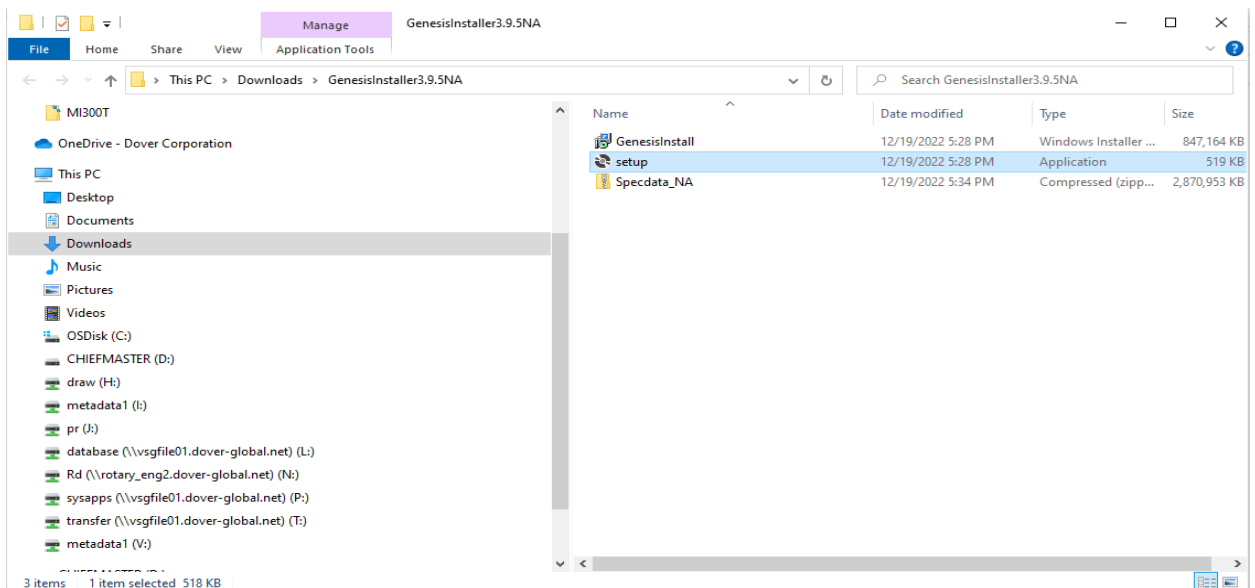 Manage GenesisInstaller3.9.5NA
File Home Share View Application Tools
This PC > Downloads > GenesisInstaller3.9.5NA Search GenesisInstaller3.9.5NA
MI300T
OneDrive - Dover Corporation
This PC
Desktop
Documents
Downloads
Music
Pictures
Videos
OSDisk (C:)
CHIEFMASTER (D:)
draw (H:)
metadata1 (I:)
pr (J:)
database (\\vsgfile01.dover-global.net) (L:)
Rd (\\rotary_eng2.dover-global.net) (N:)
sysapps (\\vsgfile01.dover-global.net) (P:)
transfer (\\vsgfile01.dover-global.net) (T:)
metadata1 (V:)
Name Date modified Type Size
GenesisInstall 12/19/2022 5:28 PM Windows Installer ... 847,164 KB
setup 12/19/2022 5:28 PM Application 519 KB
Specdata_NA 12/19/2022 5:34 PM Compressed (zipp... 2,870,953 KB
3 items 1 item selected 518 KB